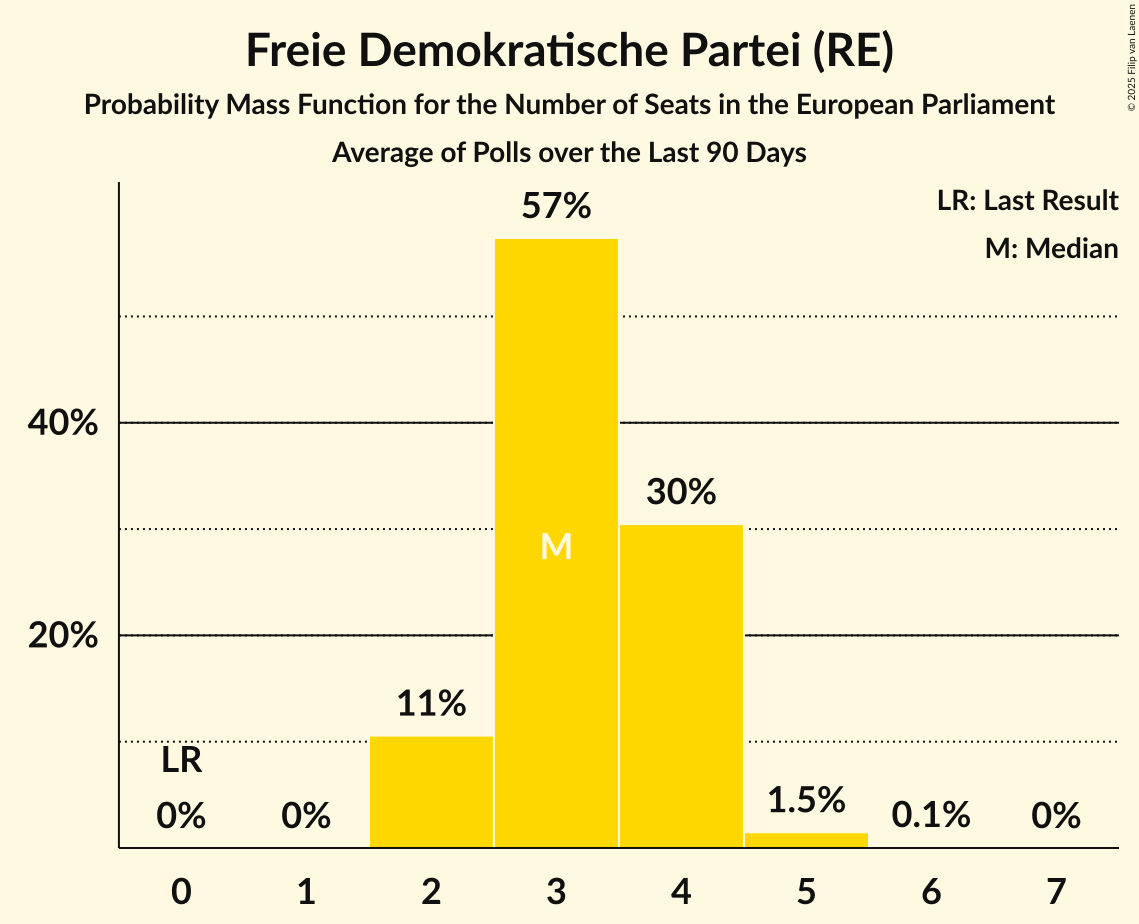 Freie Demokratische Partei (RE)
Probability Mass Function for the Number of Seats in the European Parliament
Average of Polls over the Last 90 Days
© 2025 Filip van Laenen
LR: Last Result
M: Median
57%
40%
30%
M
20%
11%
LR
0%
0%
1.5%
0.1%
0%
0 1 2 3 4 5 6 7